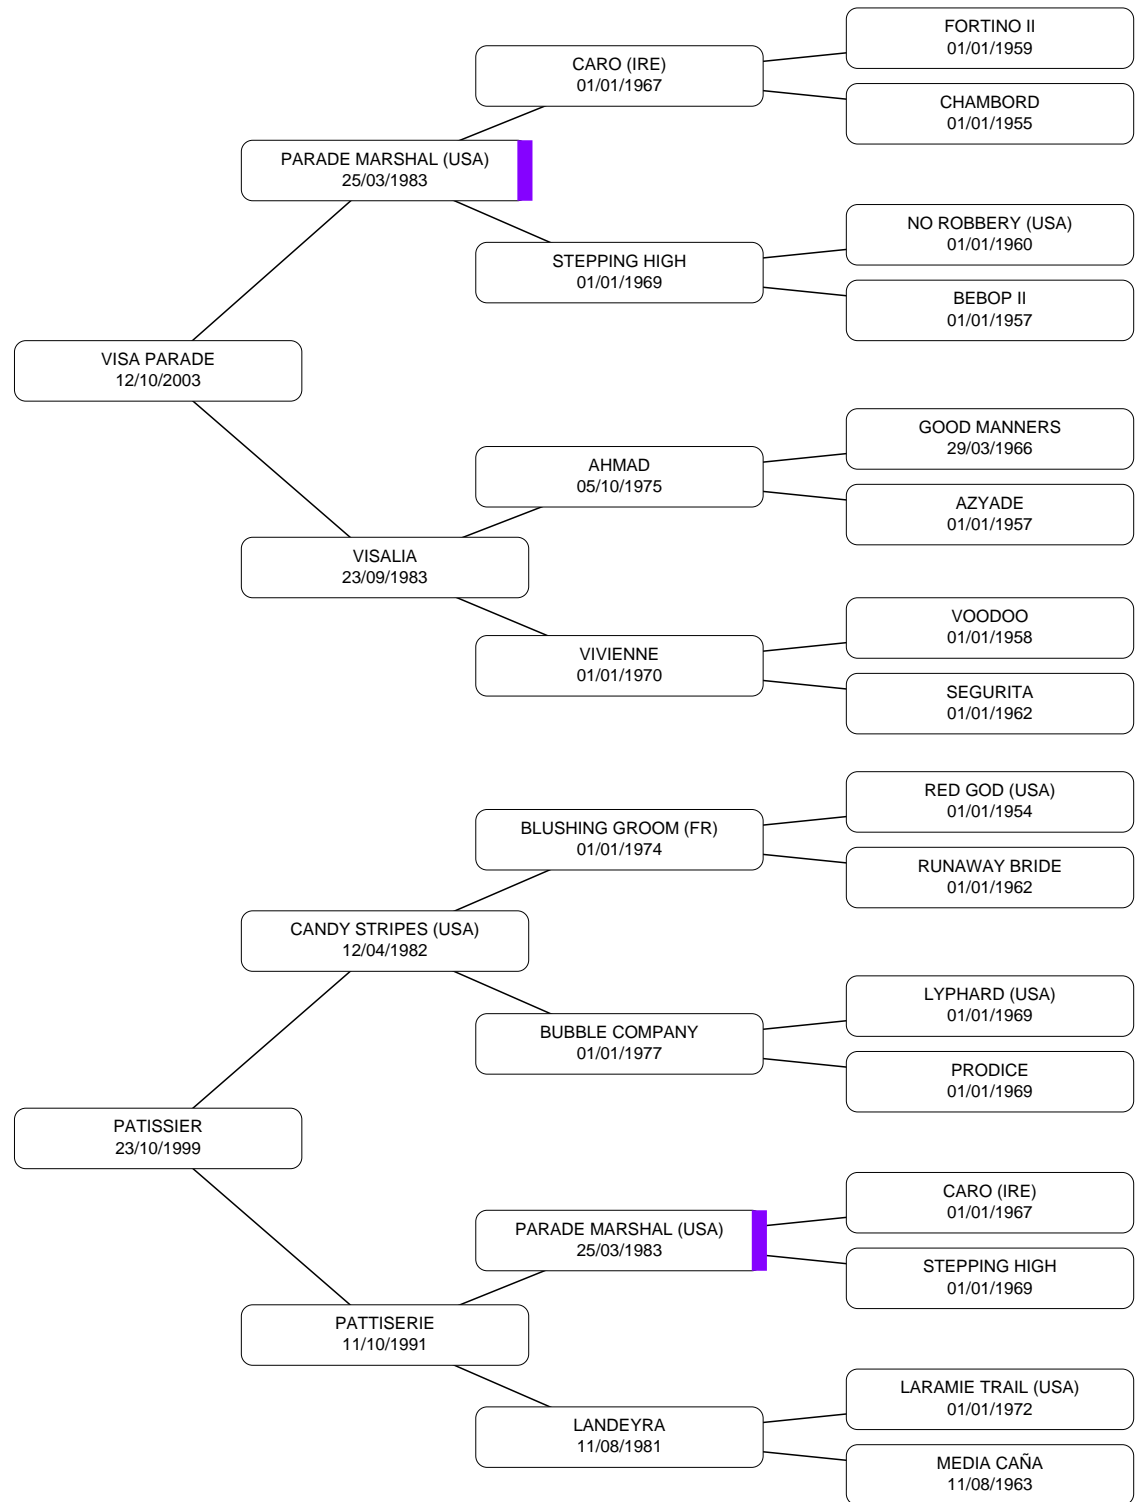 FORTINO II
01/01/1959
CARO (IRE)
01/01/1967
CHAMBORD
01/01/1955
PARADE MARSHAL (USA)
25/03/1983
NO ROBBERY (USA)
01/01/1960
STEPPING HIGH
01/01/1969
BEBOP II
01/01/1957
VISA PARADE
12/10/2003
GOOD MANNERS
29/03/1966
AHMAD
05/10/1975
AZYADE
01/01/1957
VISALIA
23/09/1983
VOODOO
01/01/1958
VIVIENNE
01/01/1970
SEGURITA
01/01/1962
RED GOD (USA)
01/01/1954
BLUSHING GROOM (FR)
01/01/1974
RUNAWAY BRIDE
01/01/1962
CANDY STRIPES (USA)
12/04/1982
LYPHARD (USA)
01/01/1969
BUBBLE COMPANY
01/01/1977
PRODICE
01/01/1969
PATISSIER
23/10/1999
CARO (IRE)
01/01/1967
PARADE MARSHAL (USA)
25/03/1983
STEPPING HIGH
01/01/1969
PATTISERIE
11/10/1991
LARAMIE TRAIL (USA)
01/01/1972
LANDEYRA
11/08/1981
MEDIA CAÑA
11/08/1963